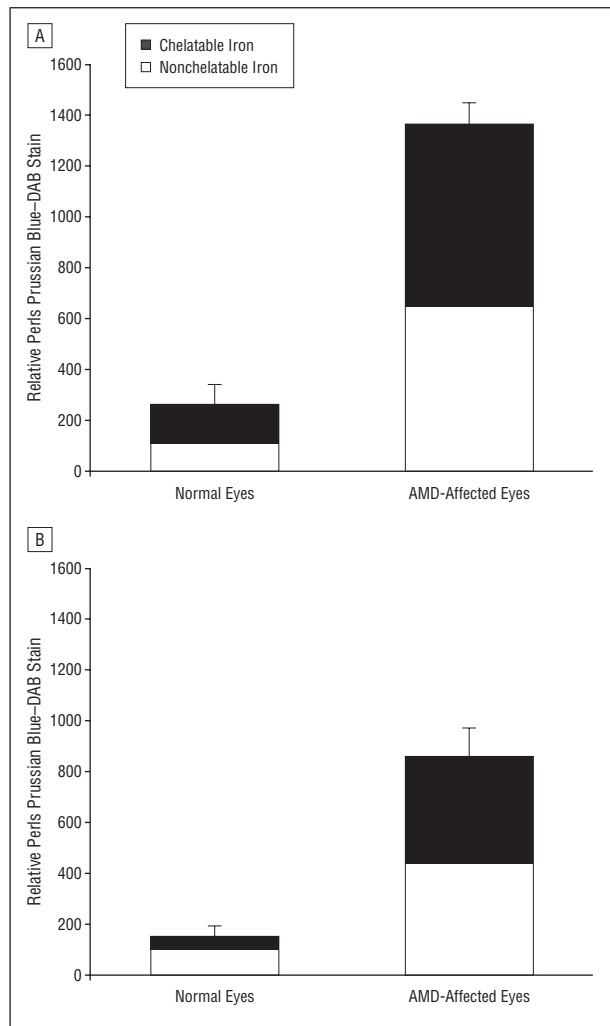 A
Chelatable Iron
Nonchelatable Iron
Relative Perls Prussian Blue–DAB Stain
1600
1400
1200
1000
800
600
400
200
0
Normal Eyes AMD-Affected Eyes
B
Relative Perls Prussian Blue–DAB Stain
1600
1400
1200
1000
800
600
400
200
0
Normal Eyes AMD-Affected Eyes